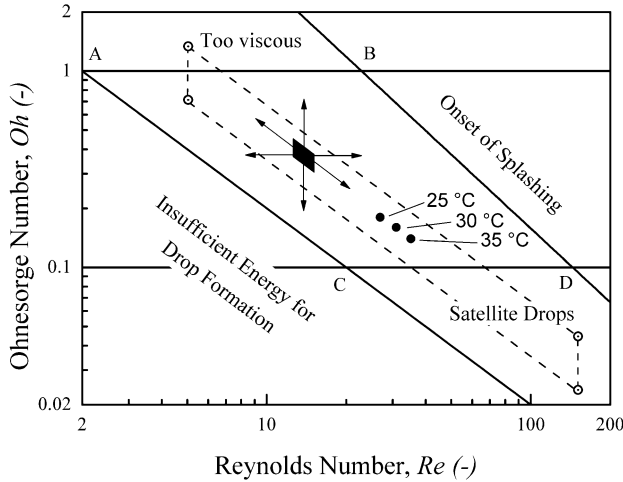 2
A
B
Too viscous
1
Onset of Splashing
Ohnesorge Number, Oh (-)
25 °C
30 °C
35 °C
Insufficient Energy for
Drop Formation
0.1
C
D
Satellite Drops
0.02
2
10
100
200
Reynolds Number, Re (-)